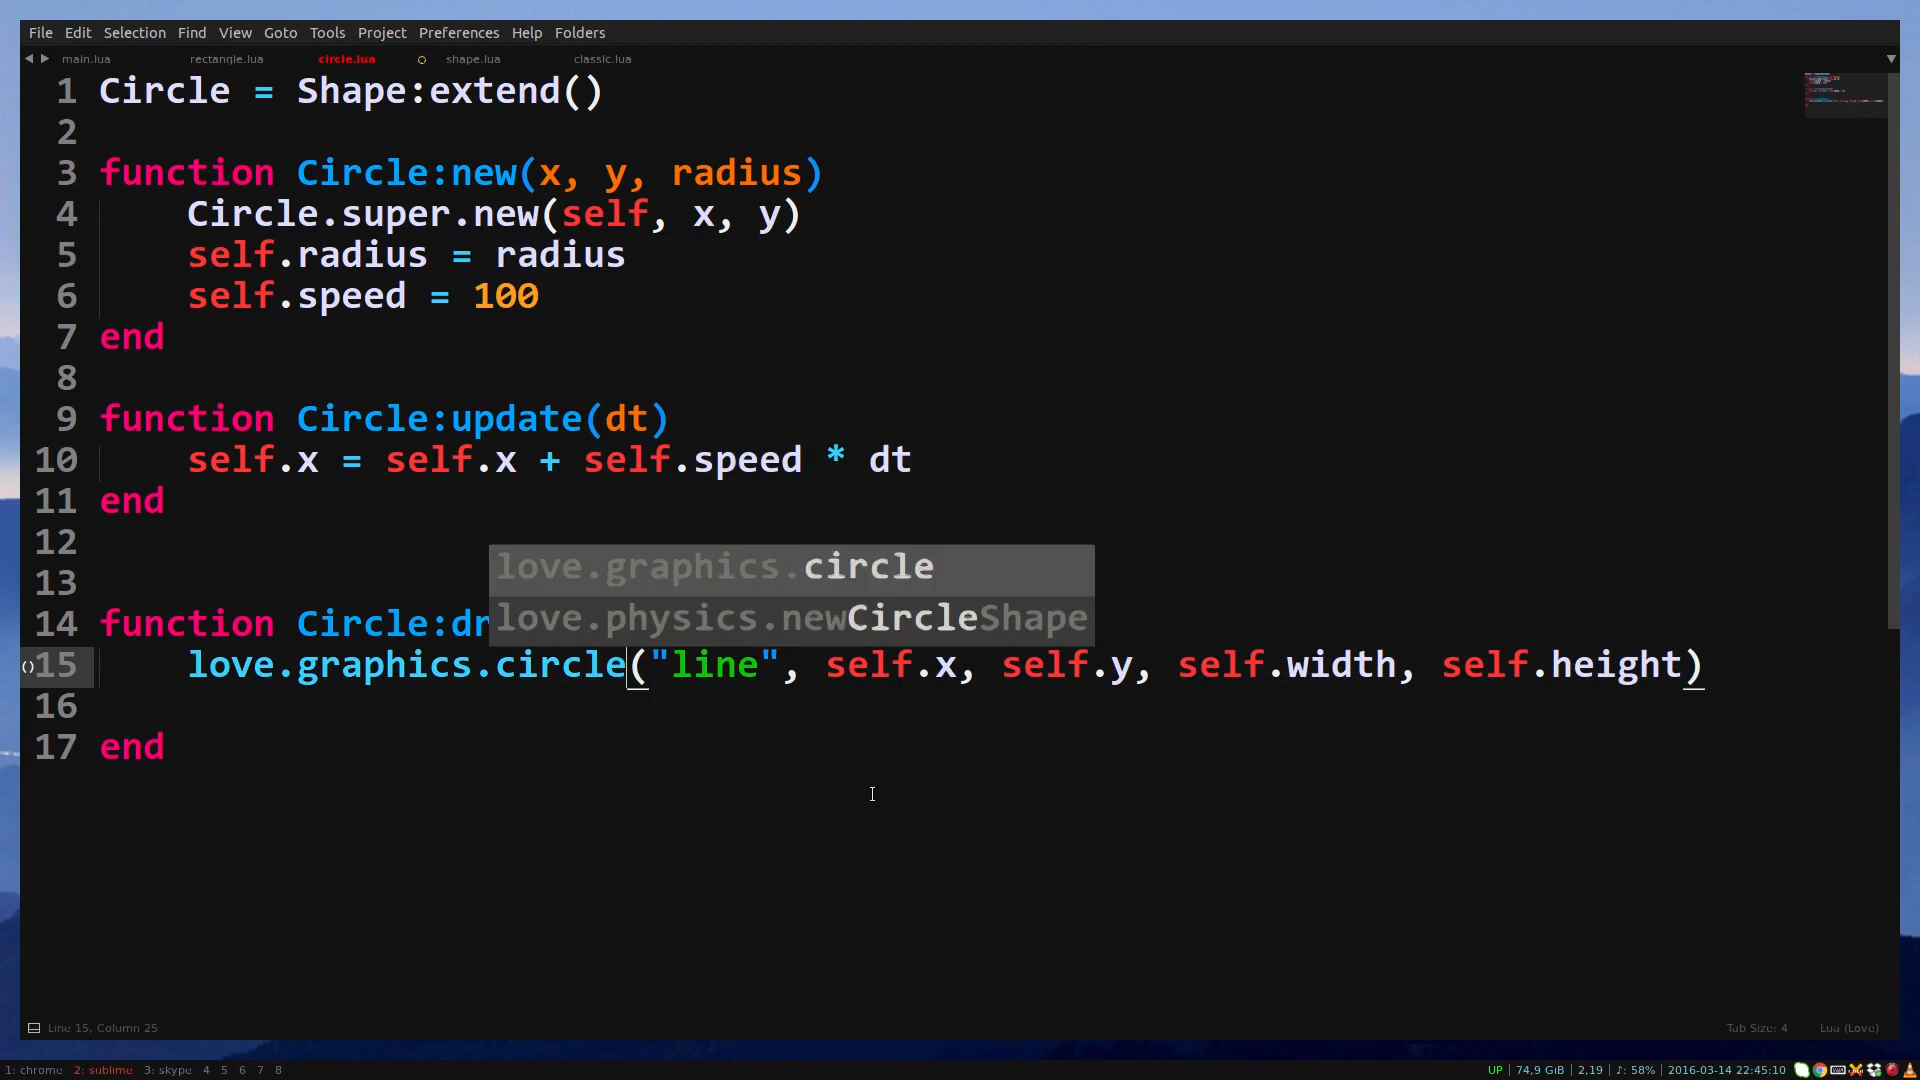 File Edit Selection Find View Goto Tools Project Preferences Help Folders
main.lua rectangle.lua circle.lua shape.lua classic.lua
1 Circle = Shape:extend()
2
3 function Circle:new(x, y, radius)
4 Circle.super.new(self, x, y)
5 self.radius = radius
6 self.speed = 100
7 end
8
9 function Circle:update(dt)
10 self.x = self.x + self.speed * dt
11 end
12
love.graphics.circle
13
love.physics.newCircleShape
14 function Circle:dr
15 love.graphics.circle("line", self.x, self.y, self.width, self.height)
16
17 end
Line 15, Column 25 Tab Size: 4 Lua (Love)
1: chrome 2: sublime 3: skype 4 5 6 7 8 UP | 74,9 GiB | 2,19 | ♪: 58% | 2016-03-14 22:45:10